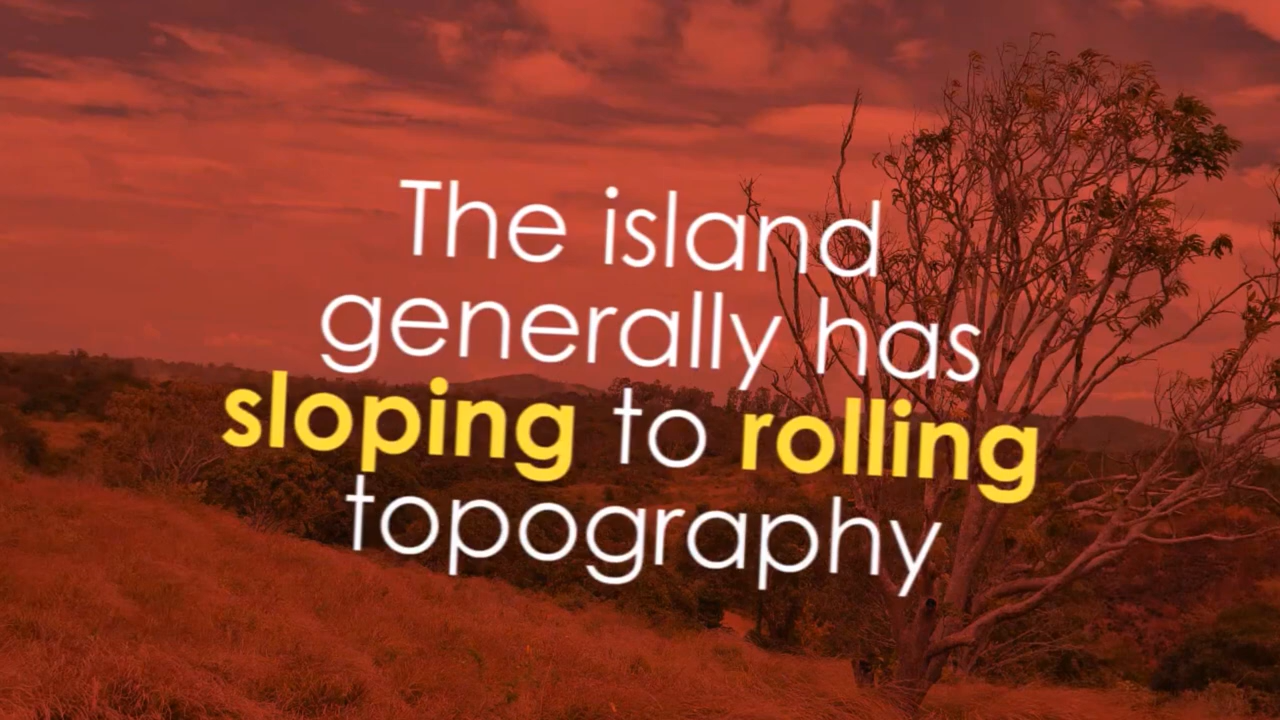 The island
generally has
sloping to rolling
topography